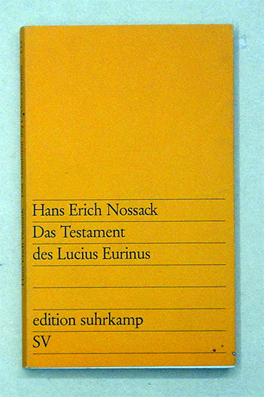 Hans Erich Nossack
Das Testament
des Lucius Eurinus
edition suhrkamp
SV